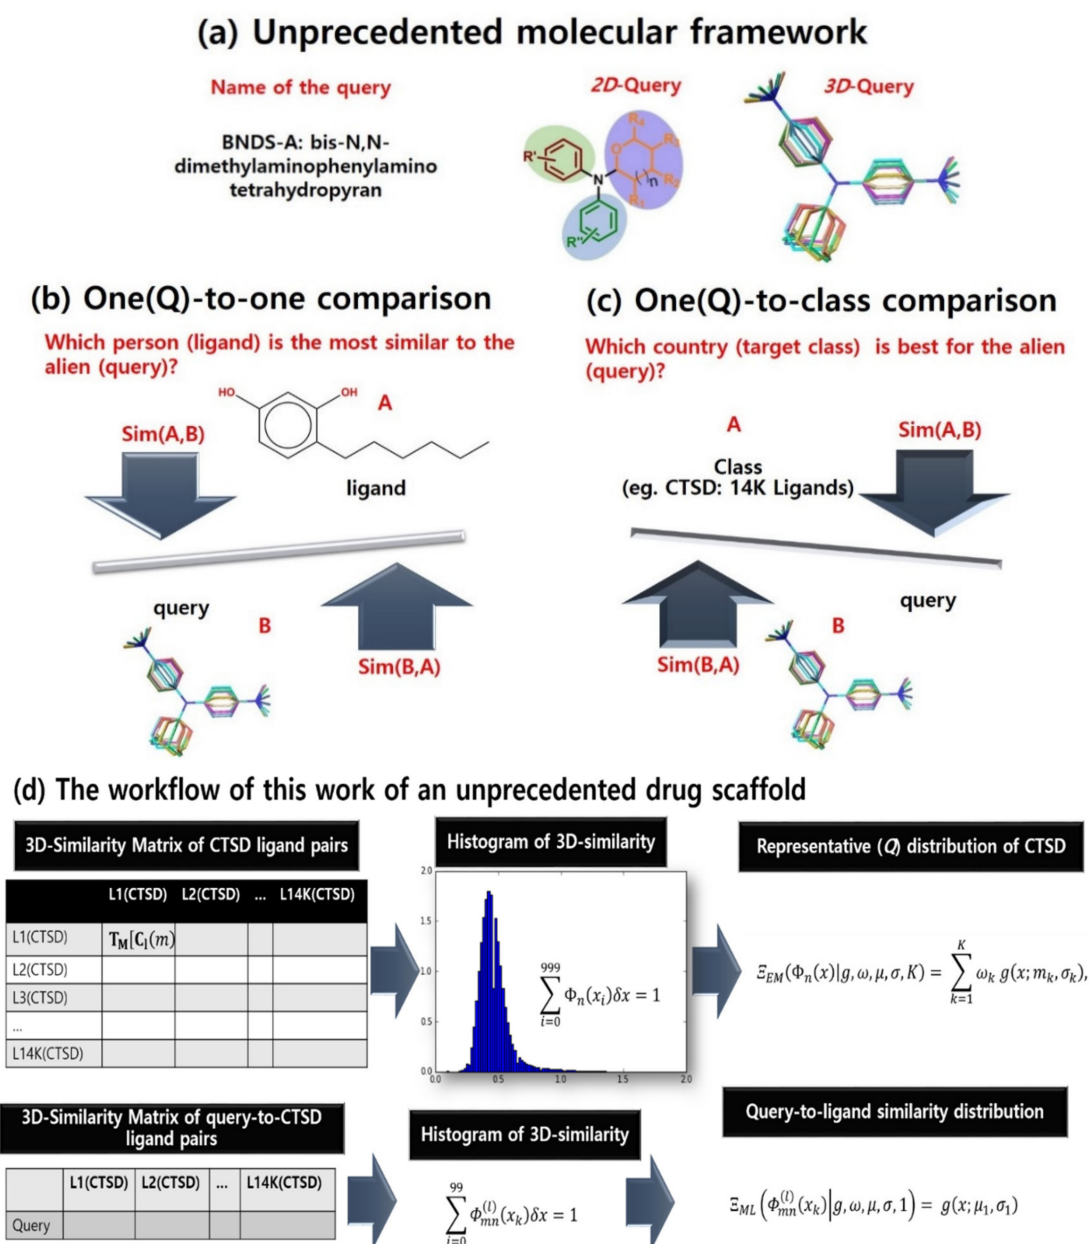 (a) Unprecedented molecular framework
Name of the query
2D-Query
3D-Query
BNDS-A: bis-N,N-
dimethylaminophenylamino
tetrahydropyran
R4
O
R3
R'
N
( )n
R2
R1
R''
(b) One(Q)-to-one comparison
(c) One(Q)-to-class comparison
Which person (ligand) is the most similar to the
alien (query)?
Which country (target class) is best for the alien
(query)?
HO
OH
A
Sim(A,B)
ligand
query
B
Sim(B,A)
A
Sim(A,B)
Class
(eg. CTSD: 14K Ligands)
query
B
Sim(B,A)
(d) The workflow of this work of an unprecedented drug scaffold
3D-Similarity Matrix of CTSD ligand pairs
Histogram of 3D-similarity
Representative (Q) distribution of CTSD
L1(CTSD) L2(CTSD) ... L14K(CTSD)
L1(CTSD) T_M[C_l(m)
L2(CTSD)
L3(CTSD)
...
L14K(CTSD)
2.0
1.5
1.0
0.5
0.0
0.0 0.5 1.0 1.5 2.0
∑_{i=0}^{999} Φ_n(x_i)δx = 1
Ξ_EM(Φ_n(x)|g, ω, μ, σ, K) = ∑_{k=1}^{K} ω_k g(x; m_k, σ_k),
3D-Similarity Matrix of query-to-CTSD
ligand pairs
Histogram of 3D-similarity
Query-to-ligand similarity distribution
L1(CTSD) L2(CTSD) ... L14K(CTSD)
Query
∑_{i=0}^{99} Φ_{mn}^{(l)}(x_k)δx = 1
Ξ_ML(Φ_{mn}^{(l)}(x_k)|g, ω, μ, σ, 1) = g(x; μ_1, σ_1)